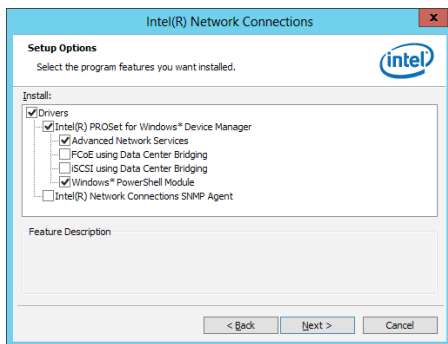 Intel(R) Network Connections
x
Setup Options
Select the program features you want installed.
intel
Install:
Drivers
Intel(R) PROSet for Windows* Device Manager
Advanced Network Services
FCoE using Data Center Bridging
iSCSI using Data Center Bridging
Windows* PowerShell Module
Intel(R) Network Connections SNMP Agent
Feature Description
< Back
Next >
Cancel